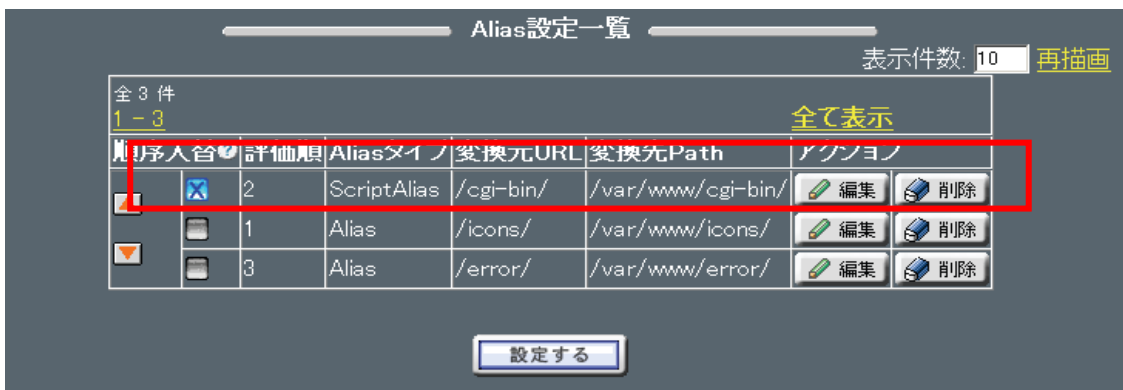 Alias設定一覧
表示件数: 10 再描画
全 3 件
1 - 3 全て表示
順序入替 評価順 Aliasタイプ 変換元URL 変換先Path アクション
2 ScriptAlias /cgi-bin/ /var/www/cgi-bin/ 編集 削除
1 Alias /icons/ /var/www/icons/ 編集 削除
3 Alias /error/ /var/www/error/ 編集 削除
設定する